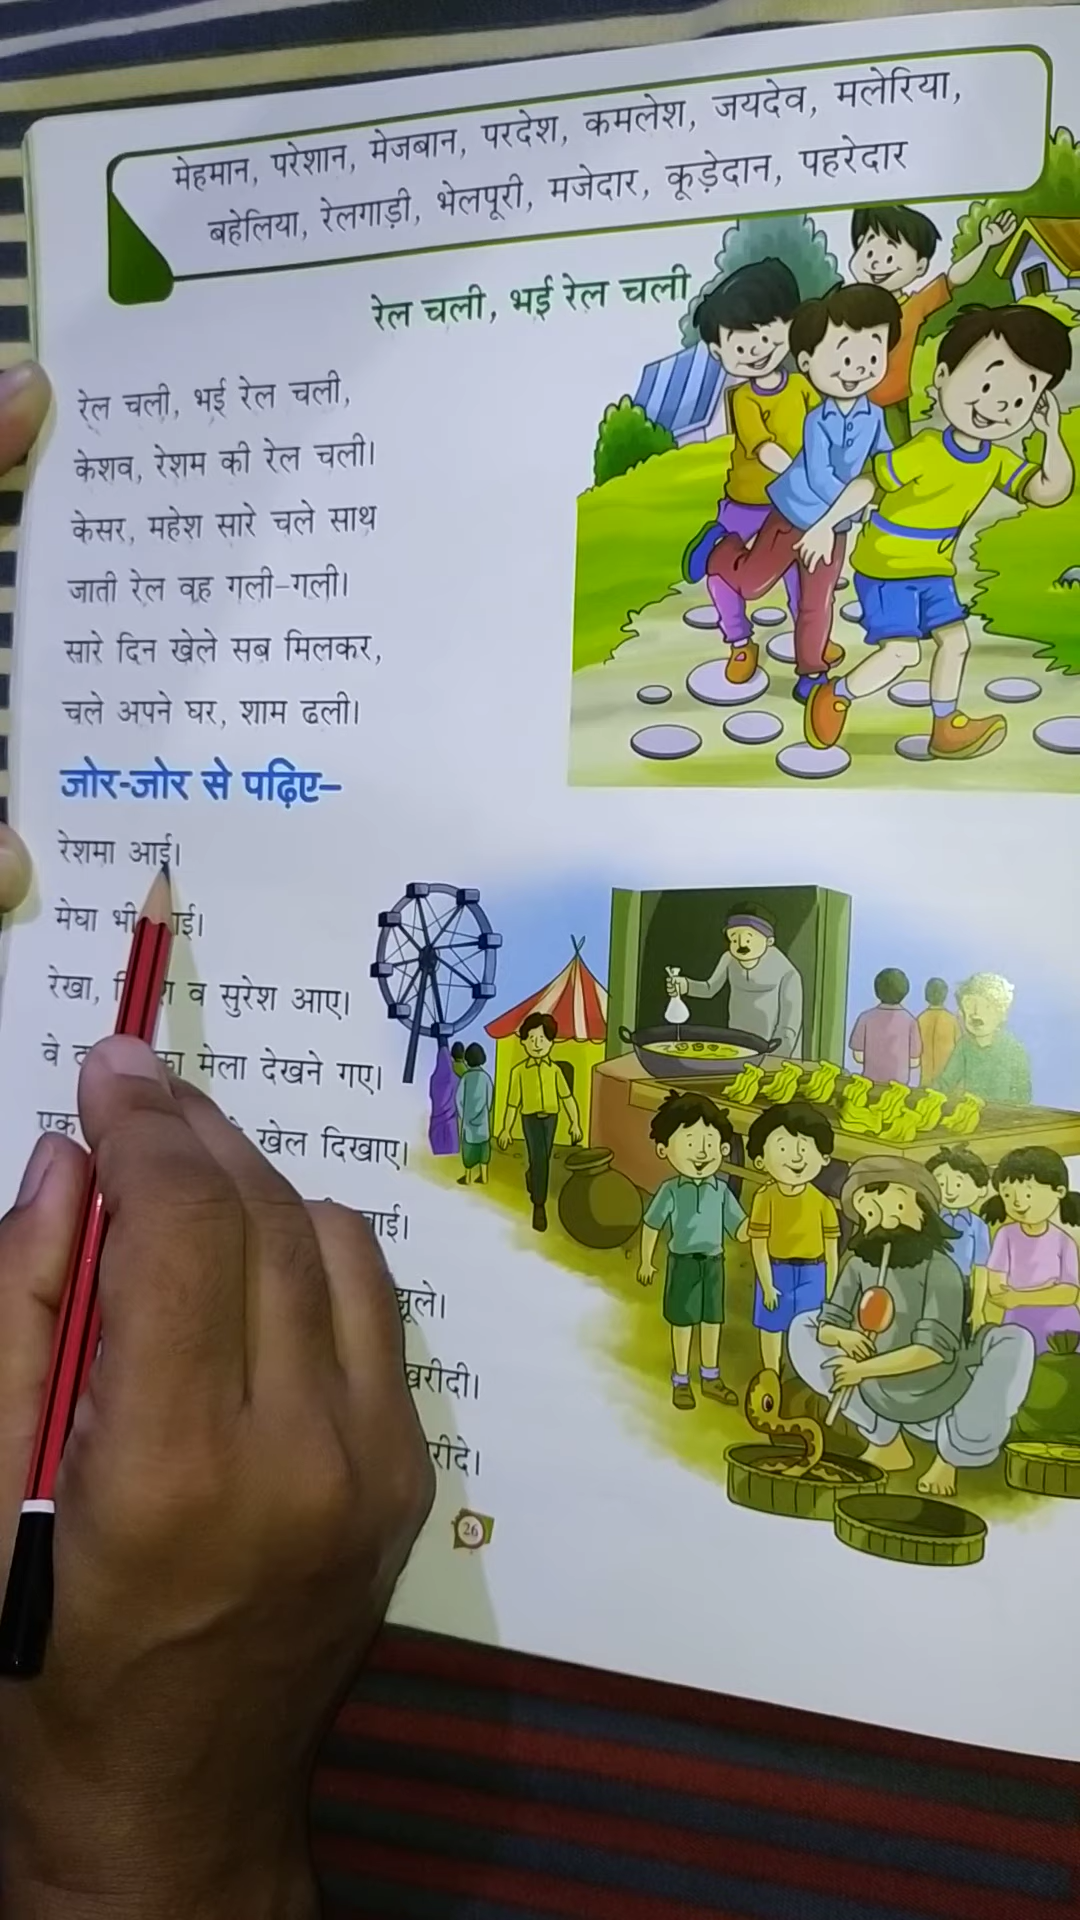 मेहमान, परेशान, मेजबान, परदेश, कमलेश, जयदेव, मलेरिया,
बहेलिया, रेलगाड़ी, भेलपूरी, मजेदार, कूड़ेदान, पहरेदार
रेल चली, भई रेल चली
रेल चली, भई रेल चली,
केशव, रेशम की रेल चली।
केसर, महेश सारे चले साथ
जाती रेल वह गली-गली।
सारे दिन खेले सब मिलकर,
चले अपने घर, शाम ढली।
जोर-जोर से पढ़िए–
रेशमा आई।
मेघा भी
रेखा, व सुरेश आए।
वे मेला देखने गए।
एक खेल दिखाए।
झूले।
खरीदी।
26